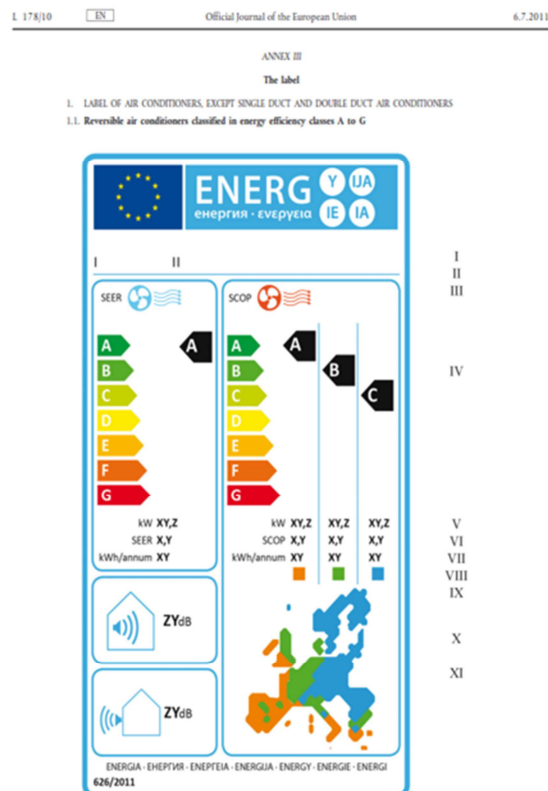 L 178/10 EN Official Journal of the European Union 6.7.2011
ANNEX III
The label
1. LABEL OF AIR CONDITIONERS, EXCEPT SINGLE DUCT AND DOUBLE DUCT AIR CONDITIONERS
1.1. Reversible air conditioners classified in energy efficiency classes A to G
ENERG Y IJA
енергия · ενεργεια IE IA
I II
I
II
III
SEER
SCOP
A A
B
C
D
E
F
G
A A
B B
C C
D
E
F
G
IV
kW XY,Z
SEER X,Y
kWh/annum XY
kW XY,Z XY,Z XY,Z
SCOP X,Y X,Y X,Y
kWh/annum XY XY XY
V
VI
VII
VIII
IX
X
XI
ZYdB
ZYdB
ENERGIA · ЕНЕРГИЯ · ΕΝΕΡΓΕΙΑ · ENERGIJA · ENERGY · ENERGIE · ENERGI
626/2011